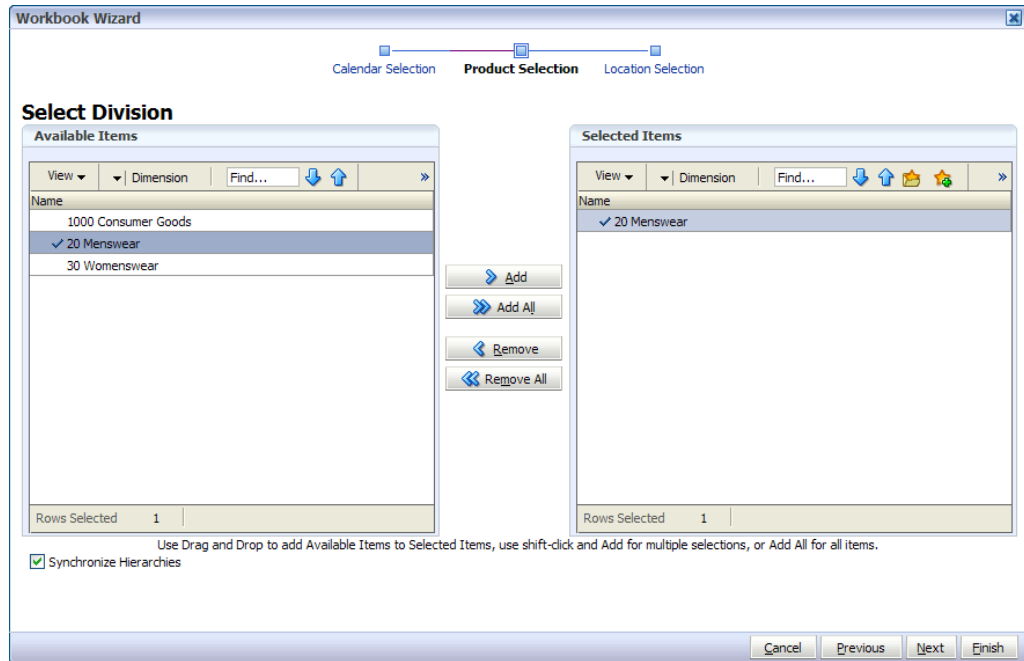 Workbook Wizard
Calendar Selection Product Selection Location Selection
Select Division
Available Items
View Dimension Find... »
Name
1000 Consumer Goods
20 Menswear
30 Womenswear
Rows Selected 1
Add
Add All
Remove
Remove All
Selected Items
View Dimension Find... »
Name
20 Menswear
Rows Selected 1
Use Drag and Drop to add Available Items to Selected Items, use shift-click and Add for multiple selections, or Add All for all items.
Synchronize Hierarchies
Cancel Previous Next Finish